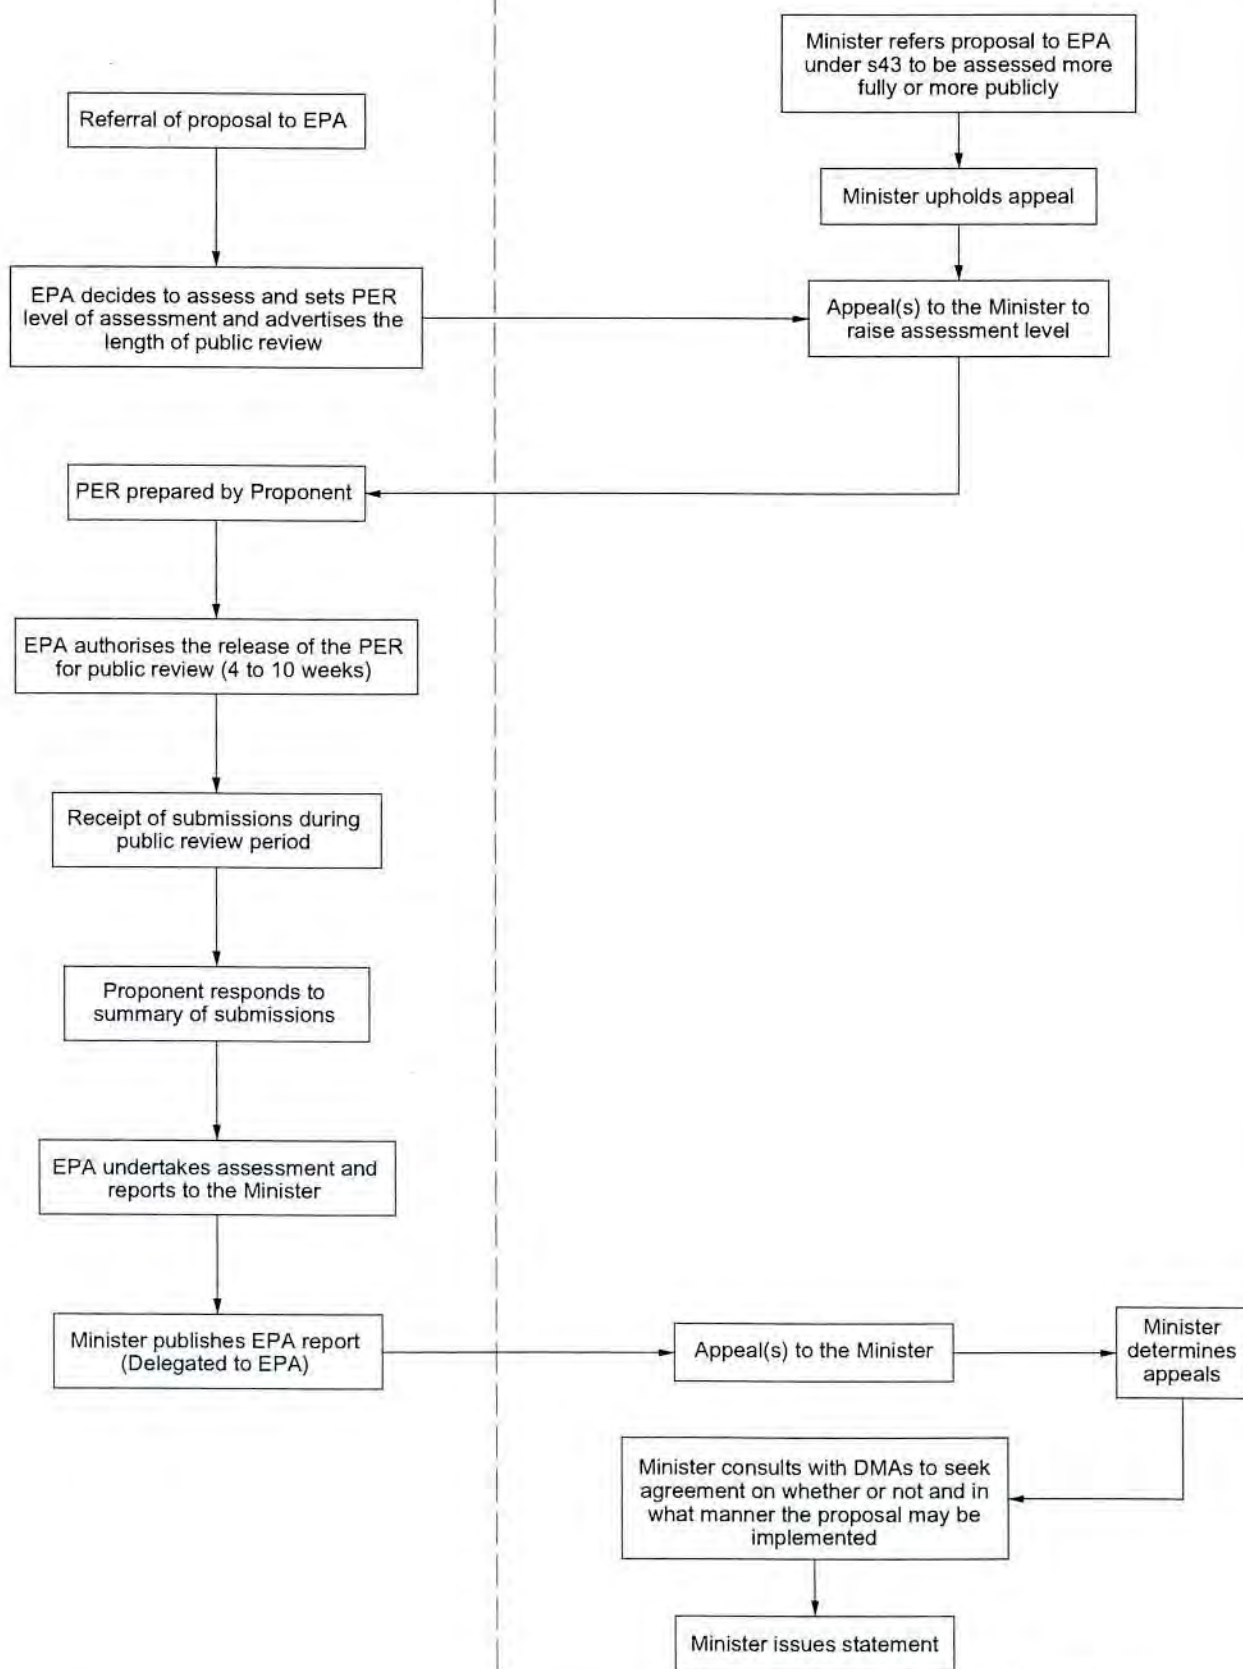 Minister refers proposal to EPA
under s43 to be assessed more
fully or more publicly
Referral of proposal to EPA
Minister upholds appeal
EPA decides to assess and sets PER
level of assessment and advertises the
length of public review
Appeal(s) to the Minister to
raise assessment level
PER prepared by Proponent
EPA authorises the release of the PER
for public review (4 to 10 weeks)
Receipt of submissions during
public review period
Proponent responds to
summary of submissions
EPA undertakes assessment and
reports to the Minister
Minister publishes EPA report
(Delegated to EPA)
Appeal(s) to the Minister
Minister
determines
appeals
Minister consults with DMAs to seek
agreement on whether or not and in
what manner the proposal may be
implemented
Minister issues statement